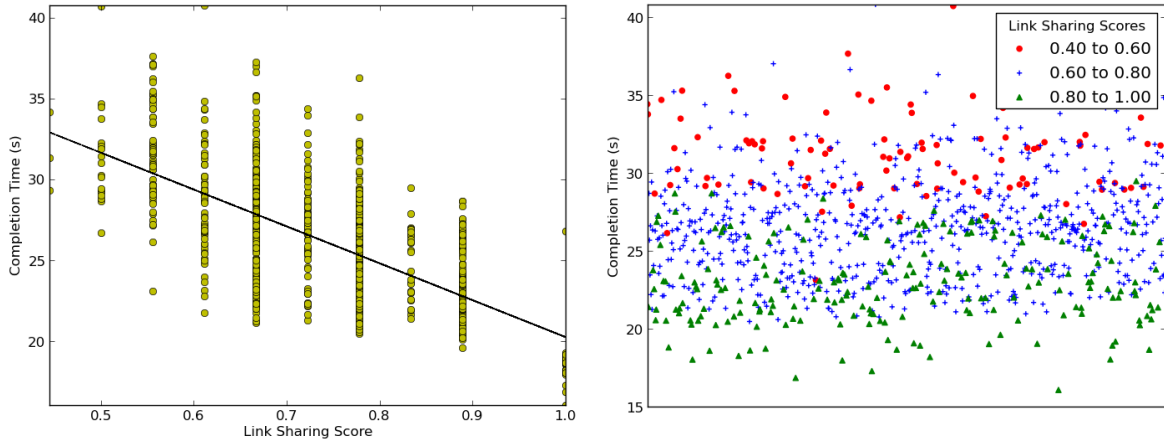 40
35
30
25
20
Completion Time (s)
0.5
0.6
0.7
0.8
0.9
1.0
Link Sharing Score
40
35
30
25
20
15
Completion Time (s)
Link Sharing Scores
0.40 to 0.60
0.60 to 0.80
0.80 to 1.00